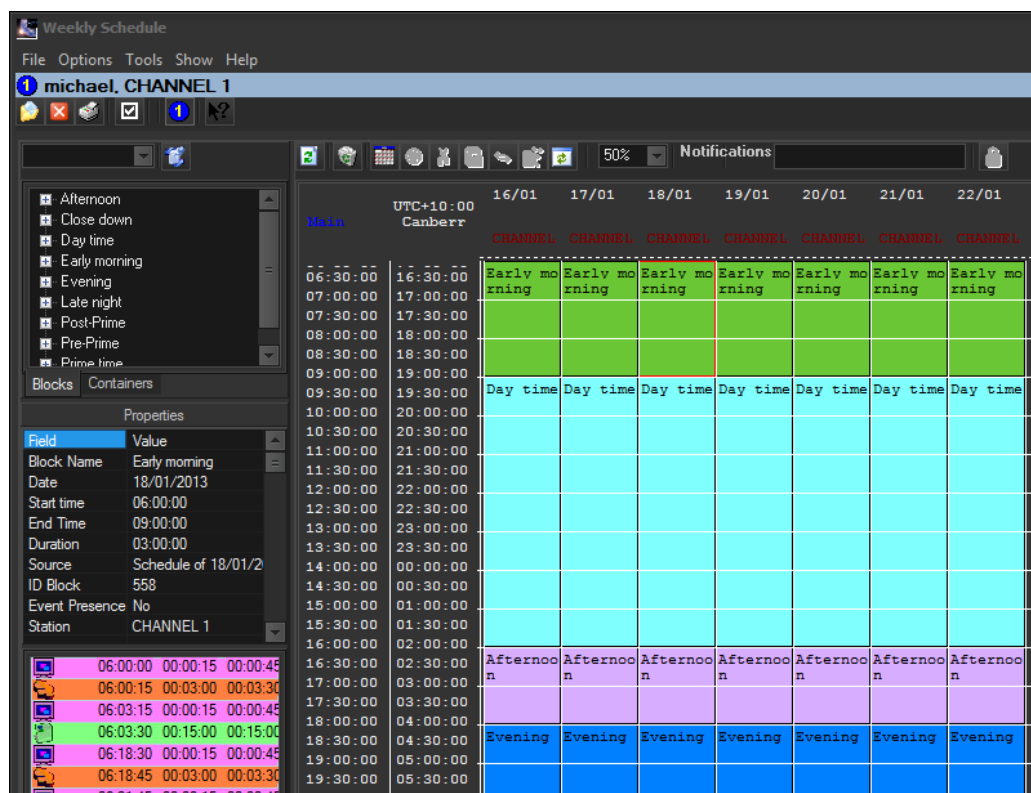 Weekly Schedule
File Options Tools Show Help
1 michael, CHANNEL 1
1
50% Notifications
Afternoon
Close down
Day time
Early morning
Evening
Late night
Post-Prime
Pre-Prime
Prime time
Blocks Containers
Properties
Field Value
Block Name Early morning
Date 18/01/2013
Start time 06:00:00
End Time 09:00:00
Duration 03:00:00
Source Schedule of 18/01/2
ID Block 558
Event Presence No
Station CHANNEL 1
06:00:00 00:00:15 00:00:45
06:00:15 00:03:00 00:03:30
06:03:15 00:00:15 00:00:45
06:03:30 00:15:00 00:15:00
06:18:30 00:00:15 00:00:45
06:18:45 00:03:00 00:03:30
16/01 17/01 18/01 19/01 20/01 21/01 22/01
Main UTC+10:00
Canberr
CHANNEL CHANNEL CHANNEL CHANNEL CHANNEL CHANNEL CHANNEL
06:30:00 16:30:00 Early mo Early mo Early mo Early mo Early mo Early mo Early mo
07:00:00 17:00:00 rning rning rning rning rning rning rning
07:30:00 17:30:00
08:00:00 18:00:00
08:30:00 18:30:00
09:00:00 19:00:00
09:30:00 19:30:00 Day time Day time Day time Day time Day time Day time Day time
10:00:00 20:00:00
10:30:00 20:30:00
11:00:00 21:00:00
11:30:00 21:30:00
12:00:00 22:00:00
12:30:00 22:30:00
13:00:00 23:00:00
13:30:00 23:30:00
14:00:00 00:00:00
14:30:00 00:30:00
15:00:00 01:00:00
15:30:00 01:30:00
16:00:00 02:00:00
16:30:00 02:30:00 Afternoo Afternoo Afternoo Afternoo Afternoo Afternoo Afternoo
17:00:00 03:00:00 n n n n n n n
17:30:00 03:30:00
18:00:00 04:00:00
18:30:00 04:30:00 Evening Evening Evening Evening Evening Evening Evening
19:00:00 05:00:00
19:30:00 05:30:00